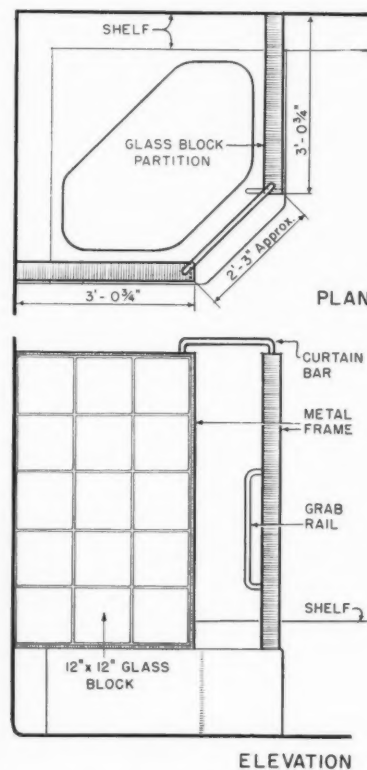 SHELF
GLASS BLOCK
PARTITION
3'-0¾"
2'-3" Approx.
3'-0¾"
PLAN
CURTAIN
BAR
METAL
FRAME
GRAB
RAIL
SHELF
12"x 12" GLASS
BLOCK
ELEVATION